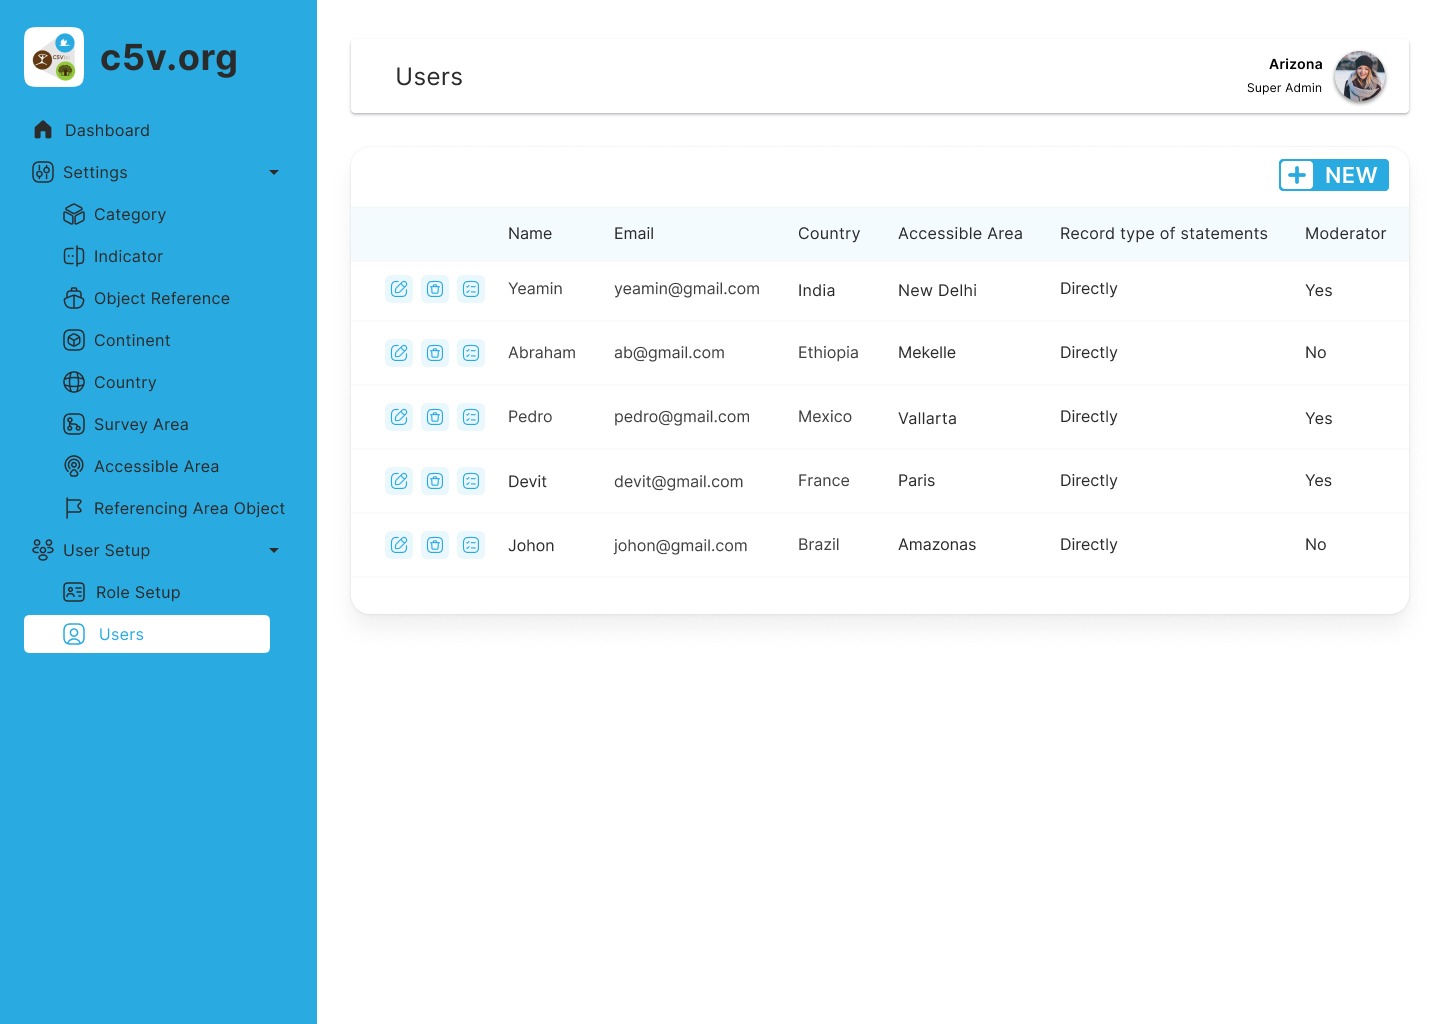 c5v.org
Dashboard
Settings
Category
Indicator
Object Reference
Continent
Country
Survey Area
Accessible Area
Referencing Area Object
User Setup
Role Setup
Users
Users
Arizona
Super Admin
NEW
Name Email Country Accessible Area Record type of statements Moderator
Yeamin yeamin@gmail.com India New Delhi Directly Yes
Abraham ab@gmail.com Ethiopia Mekelle Directly No
Pedro pedro@gmail.com Mexico Vallarta Directly Yes
Devit devit@gmail.com France Paris Directly Yes
Johon johon@gmail.com Brazil Amazonas Directly No